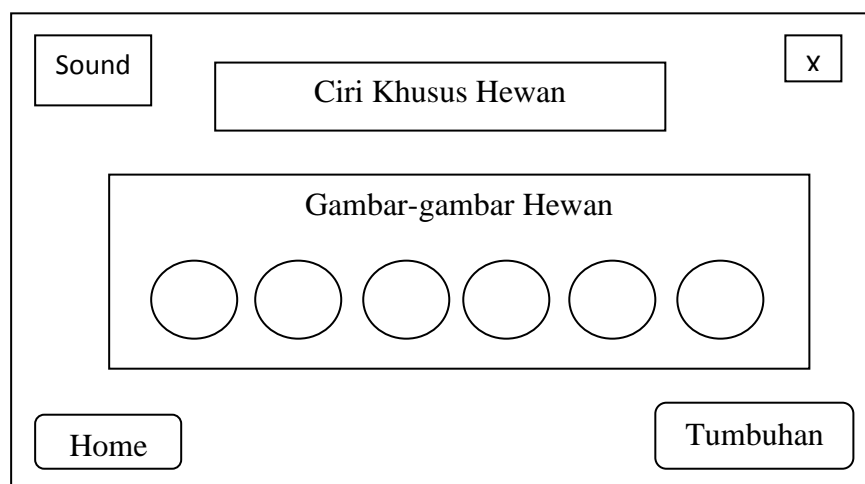 Sound
x
Ciri Khusus Hewan
Gambar-gambar Hewan
Home
Tumbuhan